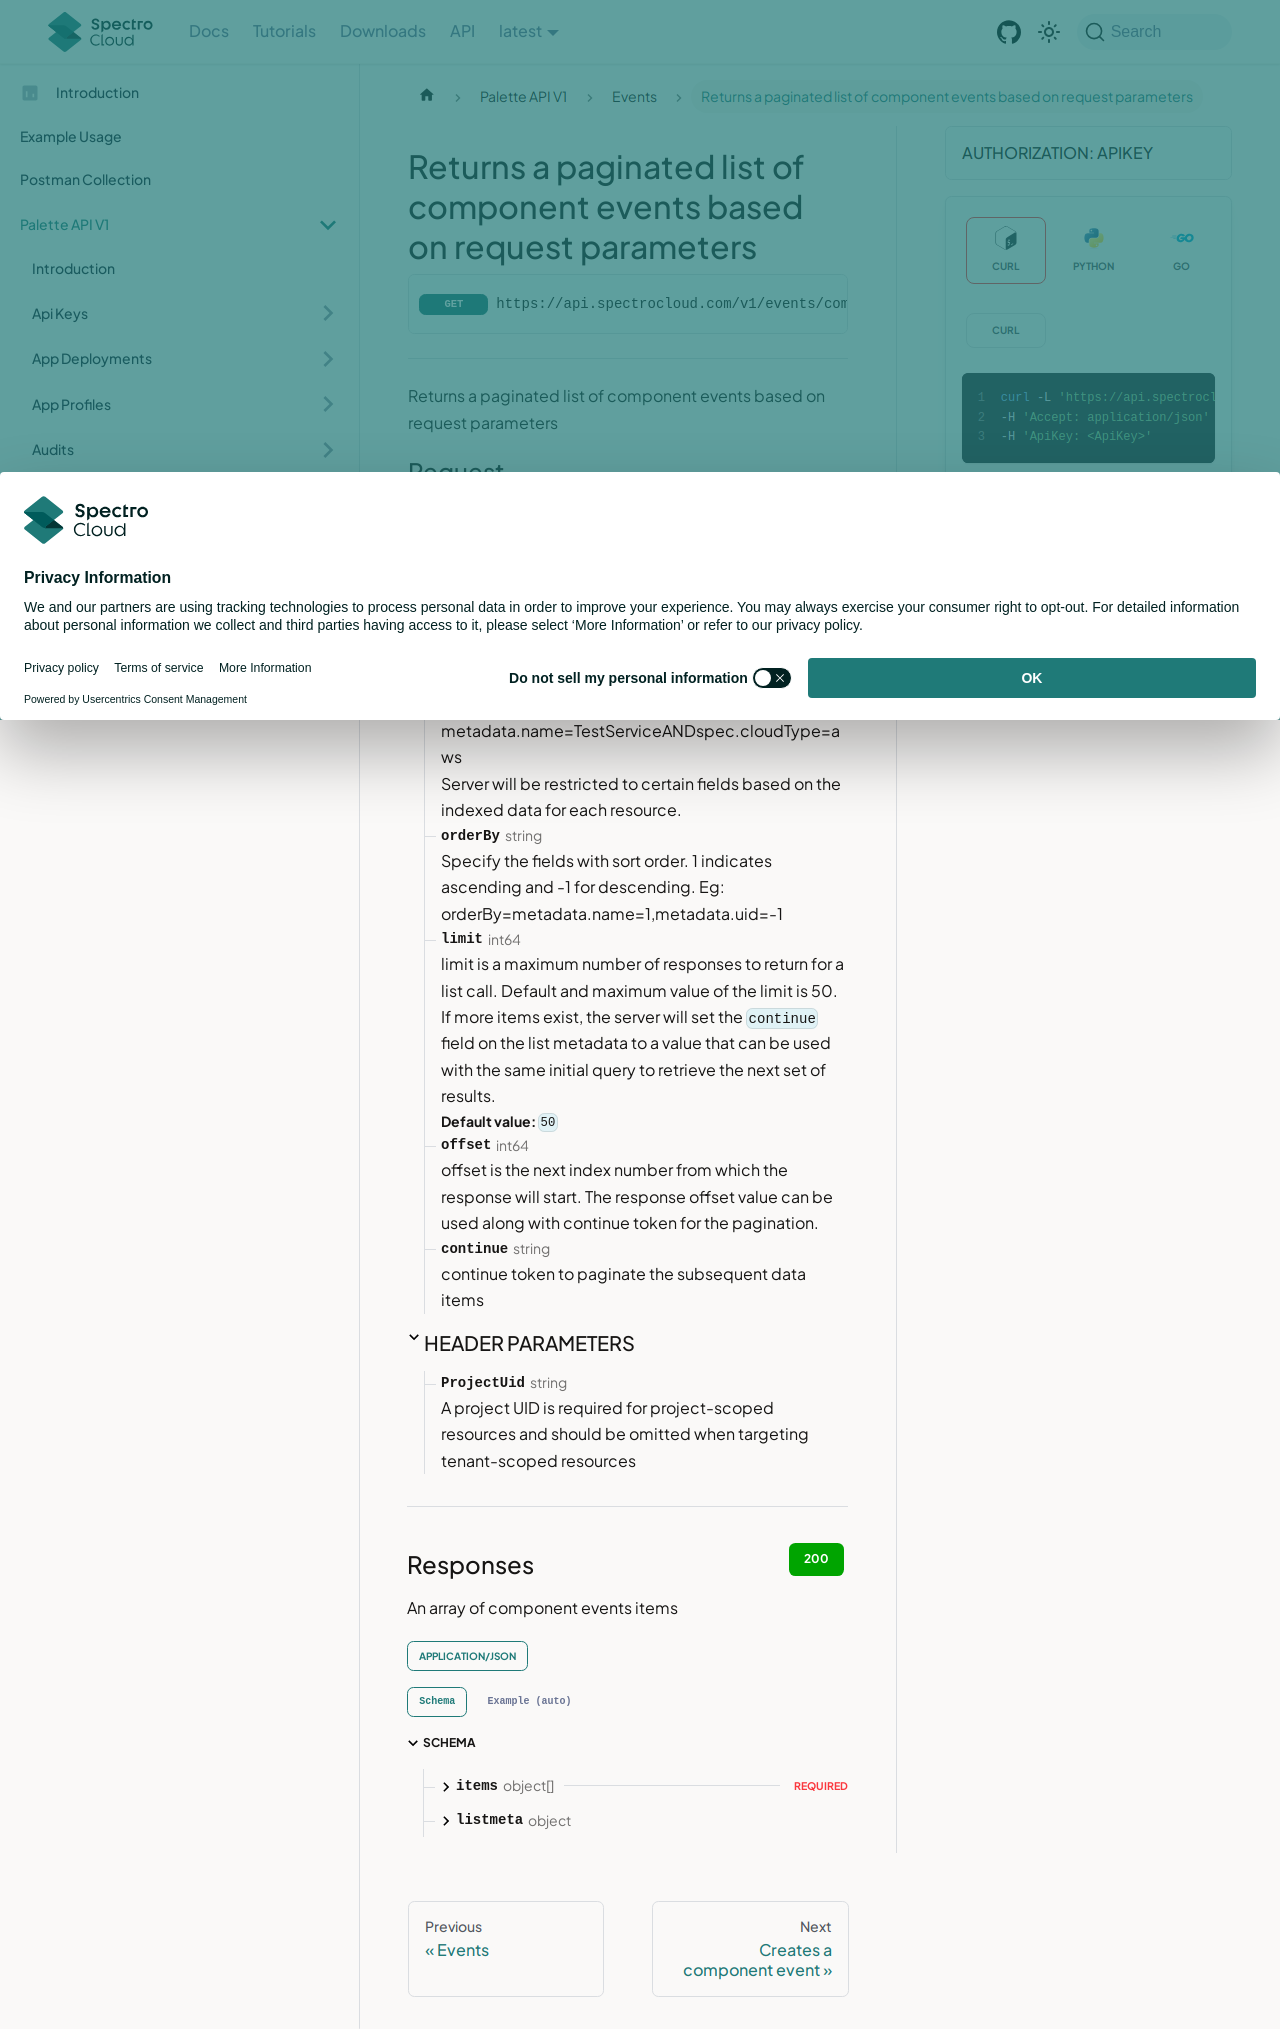 Spectro Cloud
Docs Tutorials Downloads API latest
Search
Introduction
Example Usage
Postman Collection
Palette API V1
Introduction
Api Keys
App Deployments
App Profiles
Audits
Palette API V1
Events
Returns a paginated list of component events based on request parameters
Returns a paginated list of
component events based
on request parameters
GET https://api.spectrocloud.com/v1/events/com
Returns a paginated list of component events based on
request parameters
Request
AUTHORIZATION: APIKEY
CURL
PYTHON
GO
CURL
1 curl -L 'https://api.spectrocl
2 -H 'Accept: application/json'
3 -H 'ApiKey: <ApiKey>'
Spectro Cloud
Privacy Information
We and our partners are using tracking technologies to process personal data in order to improve your experience. You may always exercise your consumer right to opt-out. For detailed information
about personal information we collect and third parties having access to it, please select ‘More Information’ or refer to our privacy policy.
Privacy policy Terms of service More Information
Powered by Usercentrics Consent Management
Do not sell my personal information
OK
metadata.name=TestServiceANDspec.cloudType=a
ws
Server will be restricted to certain fields based on the
indexed data for each resource.
orderBy string
Specify the fields with sort order. 1 indicates
ascending and -1 for descending. Eg:
orderBy=metadata.name=1,metadata.uid=-1
limit int64
limit is a maximum number of responses to return for a
list call. Default and maximum value of the limit is 50.
If more items exist, the server will set the continue
field on the list metadata to a value that can be used
with the same initial query to retrieve the next set of
results.
Default value: 50
offset int64
offset is the next index number from which the
response will start. The response offset value can be
used along with continue token for the pagination.
continue string
continue token to paginate the subsequent data
items
HEADER PARAMETERS
ProjectUid string
A project UID is required for project-scoped
resources and should be omitted when targeting
tenant-scoped resources
Responses
200
An array of component events items
APPLICATION/JSON
Schema Example (auto)
SCHEMA
items object[] REQUIRED
listmeta object
Previous
« Events
Next
Creates a
component event »